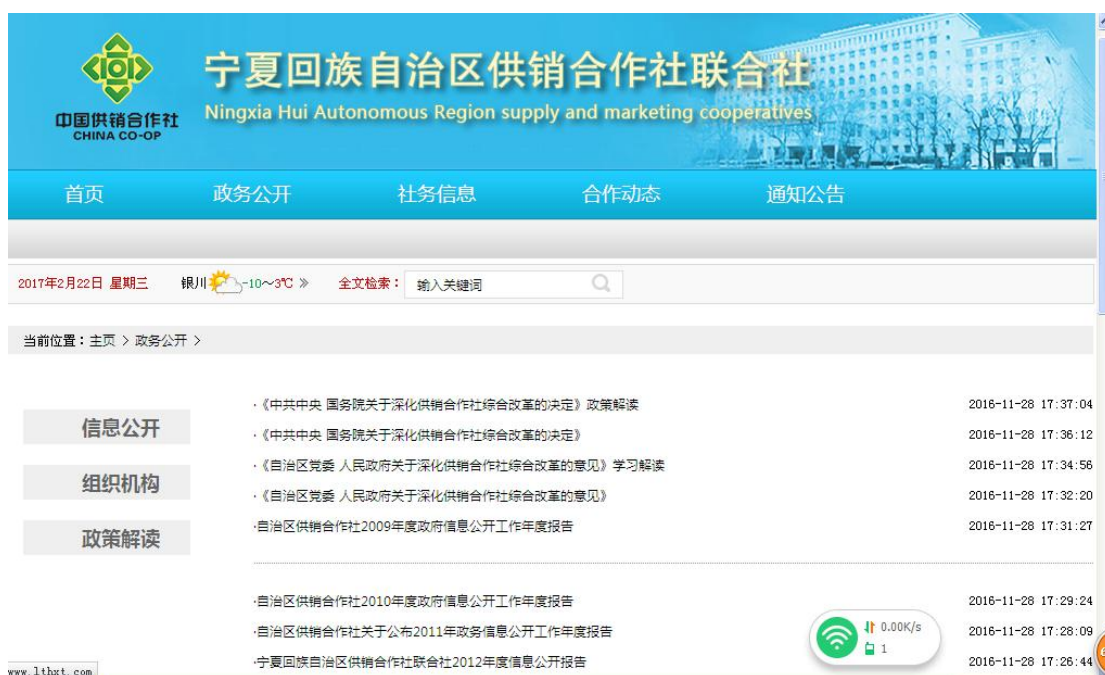 宁夏回族自治区供销合作社联合社
Ningxia Hui Autonomous Region supply and marketing cooperatives
中国供销合作社
CHINA CO-OP
首页 政务公开 社务信息 合作动态 通知公告
2017年2月22日 星期三 银川 -10～3℃ » 全文检索： 输入关键词
当前位置：主页 > 政务公开 >
信息公开
组织机构
政策解读
·《中共中央 国务院关于深化供销合作社综合改革的决定》政策解读 2016-11-28 17:37:04
·《中共中央 国务院关于深化供销合作社综合改革的决定》 2016-11-28 17:36:12
·《自治区党委 人民政府关于深化供销合作社综合改革的意见》学习解读 2016-11-28 17:34:56
·《自治区党委 人民政府关于深化供销合作社综合改革的意见》 2016-11-28 17:32:20
·自治区供销合作社2009年度政府信息公开工作年度报告 2016-11-28 17:31:27
·自治区供销合作社2010年度政府信息公开工作年度报告 2016-11-28 17:29:24
·自治区供销合作社关于公布2011年政务信息公开工作年度报告 2016-11-28 17:28:09
·宁夏回族自治区供销合作社联合社2012年度信息公开报告 2016-11-28 17:26:44
0.00K/s
1
www.lthxt.com